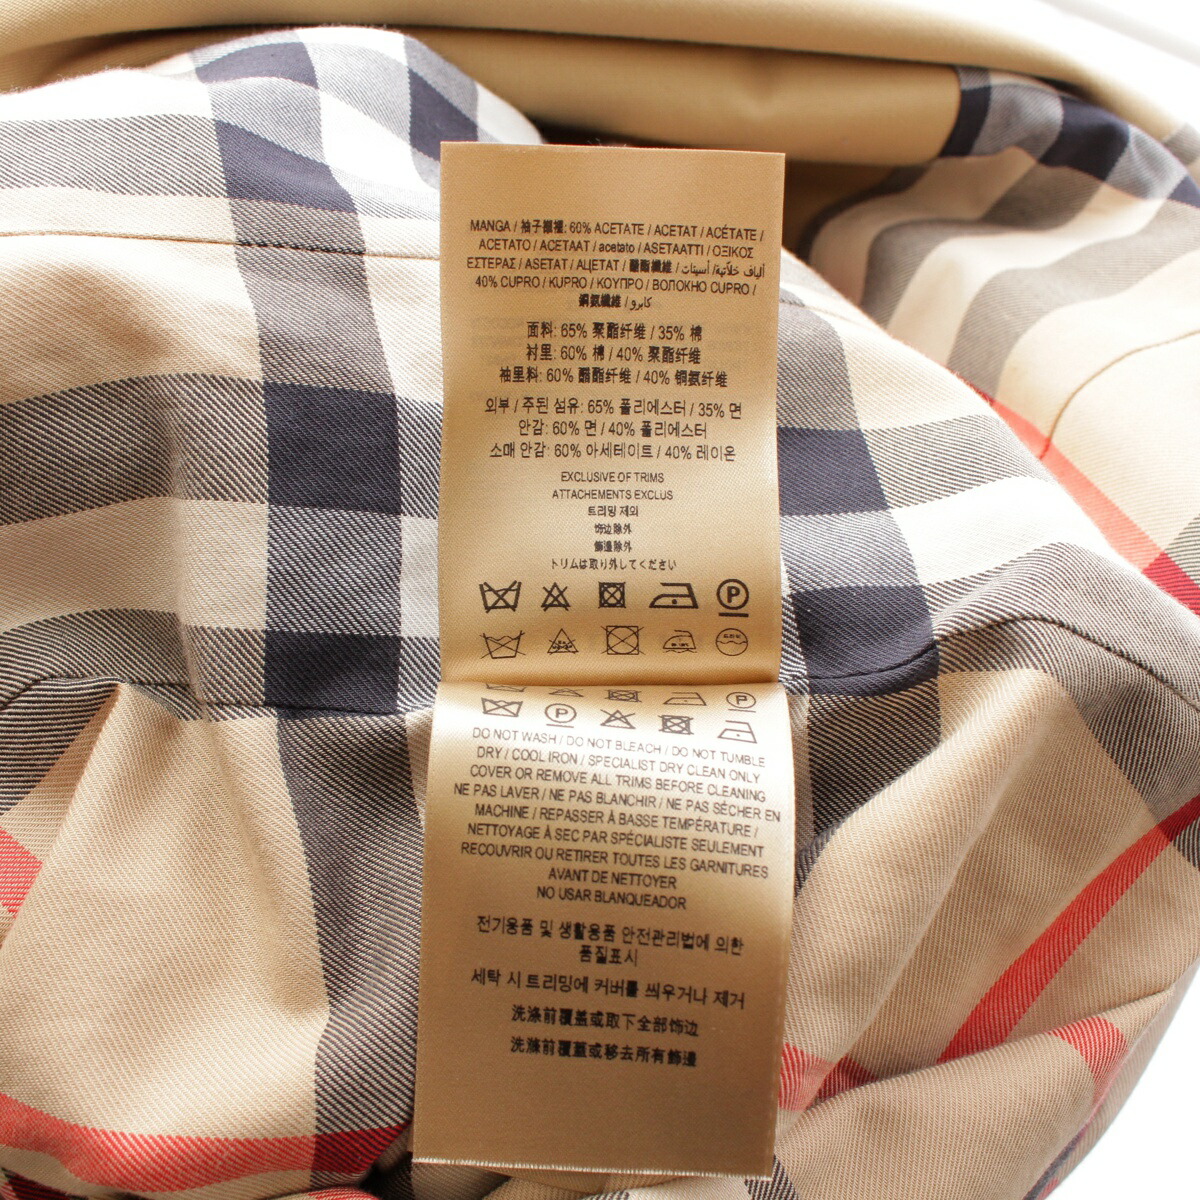 MANGA / 袖子襯裡: 60% ACETATE / ACETAT / ACÉTATE /
ACETATO / ACETAAT / acetato / ASETAATTI / ΟΞΙΚΟΣ
ΕΣΤΕΡΑΣ / ASETAT / АЦЕТАТ / 醋酯纖維 / ألياف خلاتية/أسيتات /
40% CUPRO / KUPRO / ΚΟΥΠΡΟ / ВОЛОКНО CUPRO /
銅氨纖維 / كابرو
面料: 65% 聚酯纤维 / 35% 棉
衬里: 60% 棉 / 40% 聚酯纤维
袖里料: 60% 醋酯纤维 / 40% 铜氨纤维
외부 / 주된 섬유: 65% 폴리에스터 / 35% 면
안감: 60% 면 / 40% 폴리에스터
소매 안감: 60% 아세테이트 / 40% 레이온
EXCLUSIVE OF TRIMS
ATTACHEMENTS EXCLUS
트리밍 제외
饰边除外
飾邊除外
トリムは取り外してください
P
P
P
DO NOT WASH / DO NOT BLEACH / DO NOT TUMBLE
DRY / COOL IRON / SPECIALIST DRY CLEAN ONLY
COVER OR REMOVE ALL TRIMS BEFORE CLEANING
NE PAS LAVER / NE PAS BLANCHIR / NE PAS SÉCHER EN
MACHINE / REPASSER À BASSE TEMPÉRATURE /
NETTOYAGE À SEC PAR SPÉCIALISTE SEULEMENT
RECOUVRIR OU RETIRER TOUTES LES GARNITURES
AVANT DE NETTOYER
NO USAR BLANQUEADOR
전기용품 및 생활용품 안전관리법에 의한
품질표시
세탁 시 트리밍에 커버를 씌우거나 제거
洗涤前覆盖或取下全部饰边
洗滌前覆蓋或移去所有飾邊